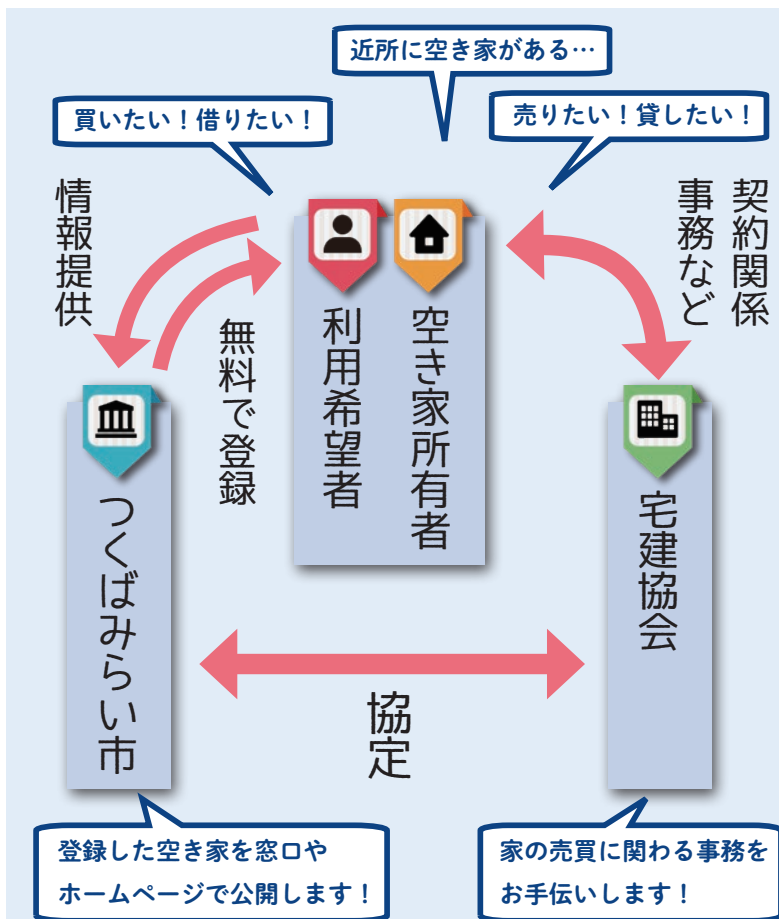 近所に空き家がある…
買いたい！借りたい！
売りたい！貸したい！
情報提供
無料で登録
利用希望者
空き家所有者
契約関係
事務など
つくばみらい市
宅建協会
協定
登録した空き家を窓口や
ホームページで公開します！
家の売買に関わる事務を
お手伝いします！